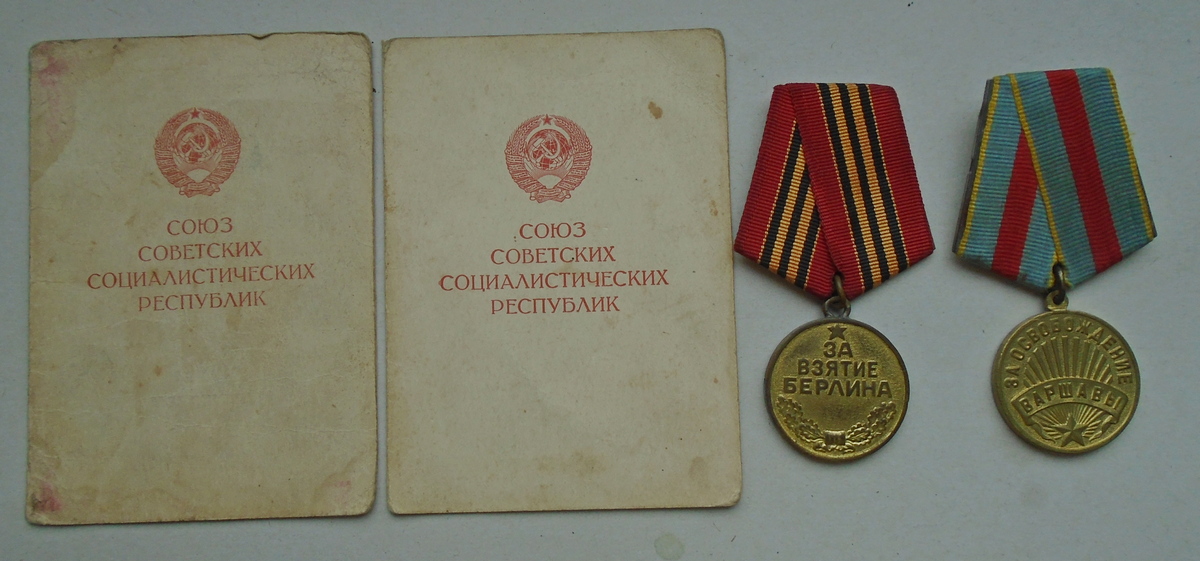 СОЮЗ
СОВЕТСКИХ
СОЦИАЛИСТИЧЕСКИХ
РЕСПУБЛИК
СОЮЗ
СОВЕТСКИХ
СОЦИАЛИСТИЧЕСКИХ
РЕСПУБЛИК
ЗА
ВЗЯТИЕ
БЕРЛИНА
ЗА ОСВОБОЖДЕНИЕ
ВАРШАВЫ